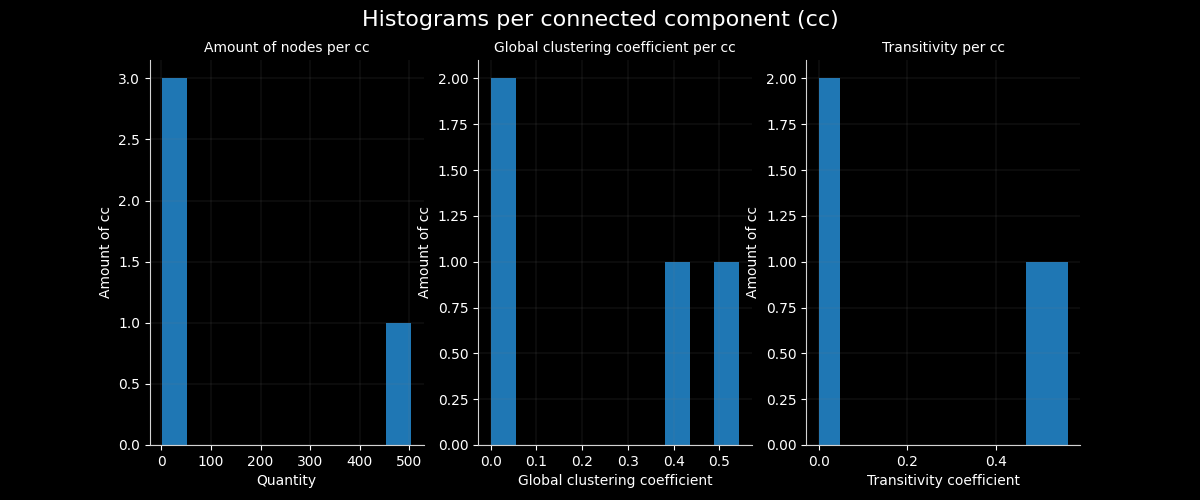 Histograms per connected component (cc)
Amount of nodes per cc
Global clustering coefficient per cc
Transitivity per cc
Amount of cc
3.0
2.5
2.0
1.5
1.0
0.5
0.0
0 100 200 300 400 500
Quantity
Amount of cc
2.00
1.75
1.50
1.25
1.00
0.75
0.50
0.25
0.00
0.0 0.1 0.2 0.3 0.4 0.5
Global clustering coefficient
Amount of cc
2.00
1.75
1.50
1.25
1.00
0.75
0.50
0.25
0.00
0.0 0.2 0.4
Transitivity coefficient